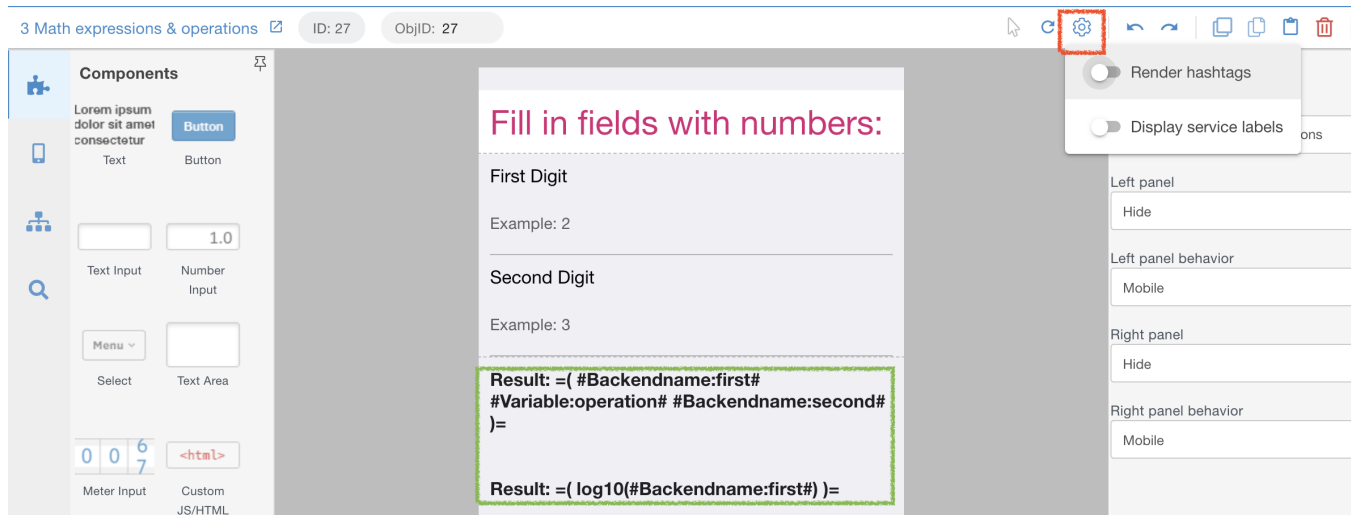 3 Math expressions & operations
ID: 27
ObjID: 27
Components
Lorem ipsum
dolor sit amet
consectetur
Text
Button
Button
Text Input
1.0
Number
Input
Menu
Select
Text Area
0 0 6
7
Meter Input
<html>
Custom
JS/HTML
Fill in fields with numbers:
First Digit
Example: 2
Second Digit
Example: 3
Result: =( #Backendname:first#
#Variable:operation# #Backendname:second#
)=
Result: =( log10(#Backendname:first#) )=
Render hashtags
Display service labels
ons
Left panel
Hide
Left panel behavior
Mobile
Right panel
Hide
Right panel behavior
Mobile